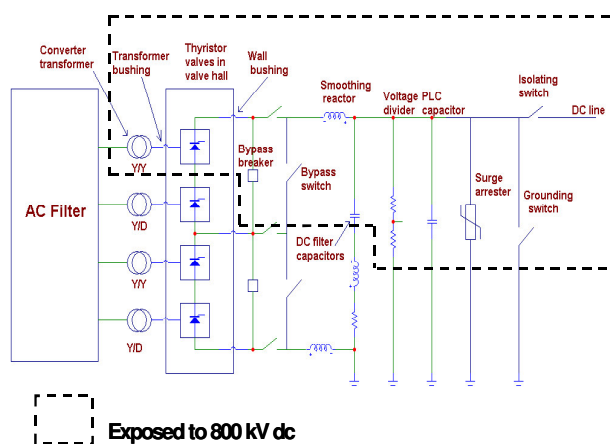 Converter
transformer
Transformer
bushing
Thyristor
valves in
valve hall
Wall
bushing
Smoothing
reactor
Voltage
divider
PLC
capacitor
Isolating
switch
DC line
AC Filter
Y/Y
Bypass
breaker
Bypass
switch
Surge
arrester
Grounding
switch
Y/D
DC filter
capacitors
Y/Y
Y/D
Exposed to 800 kV dc